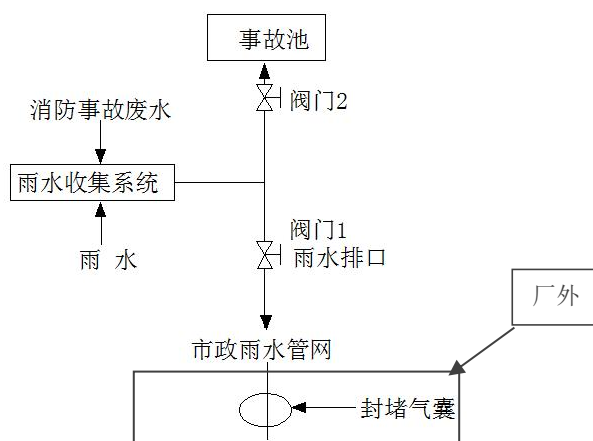 事故池
阀门2
消防事故废水
雨水收集系统
阀门1
雨 水
雨水排口
厂外
市政雨水管网
封堵气囊